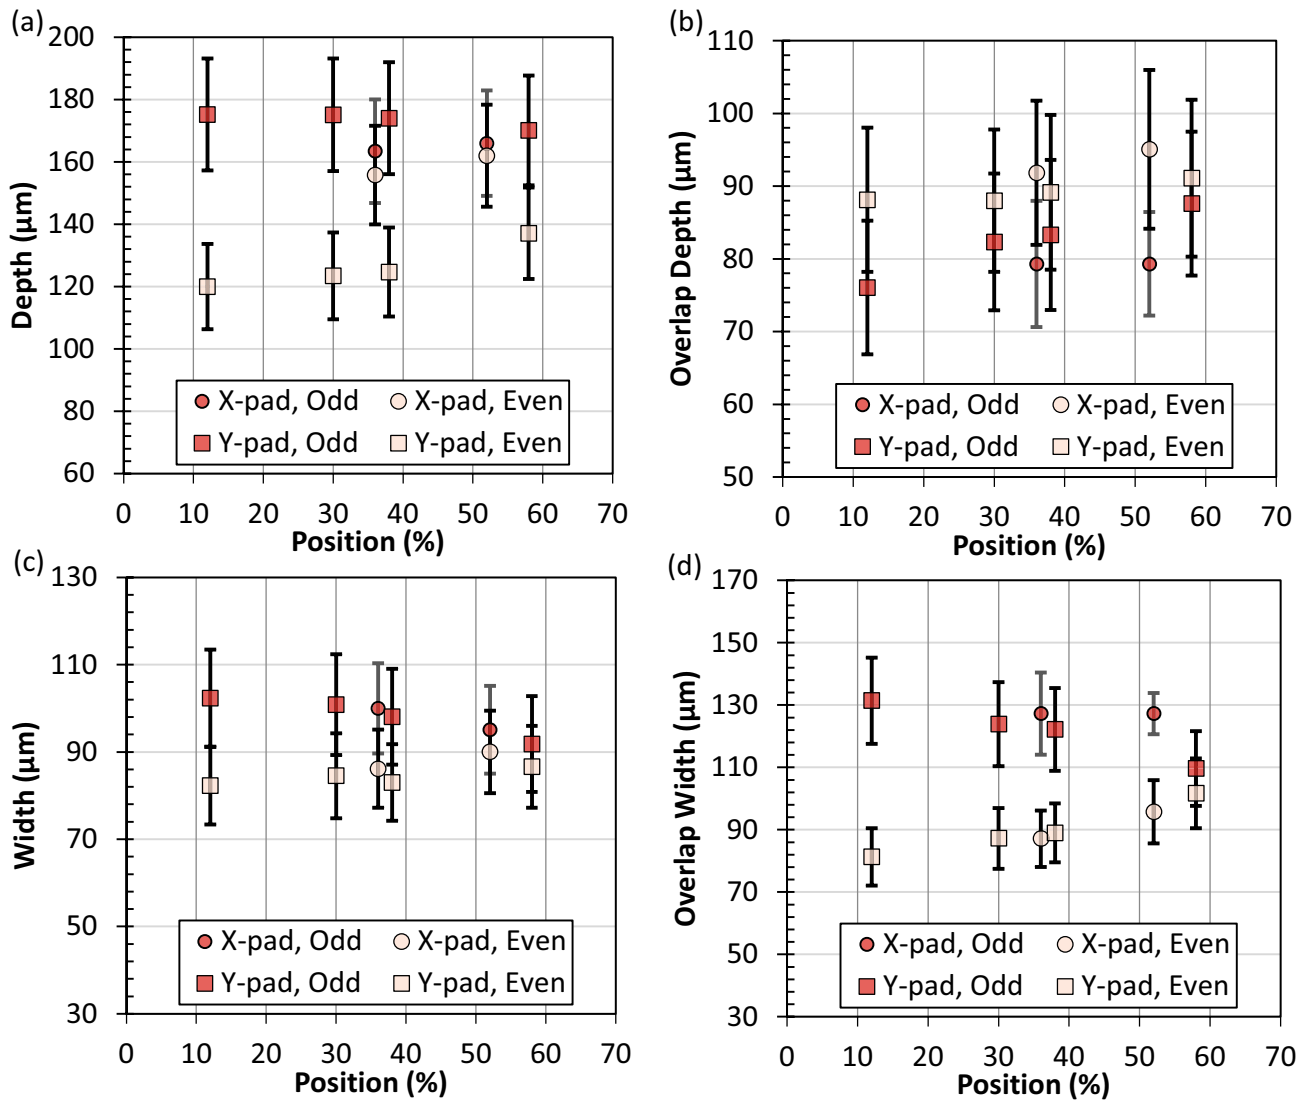 (a)
Depth (µm)
200
180
160
140
120
100
80
60
X-pad, Odd X-pad, Even
Y-pad, Odd Y-pad, Even
0 10 20 30 40 50 60 70
Position (%)
(b)
Overlap Depth (µm)
110
100
90
80
70
60
50
X-pad, Odd X-pad, Even
Y-pad, Odd Y-pad, Even
0 10 20 30 40 50 60 70
Position (%)
(c)
Width (µm)
130
110
90
70
50
30
X-pad, Odd X-pad, Even
Y-pad, Odd Y-pad, Even
0 10 20 30 40 50 60 70
Position (%)
(d)
Overlap Width (µm)
170
150
130
110
90
70
50
30
X-pad, Odd X-pad, Even
Y-pad, Odd Y-pad, Even
0 10 20 30 40 50 60 70
Position (%)